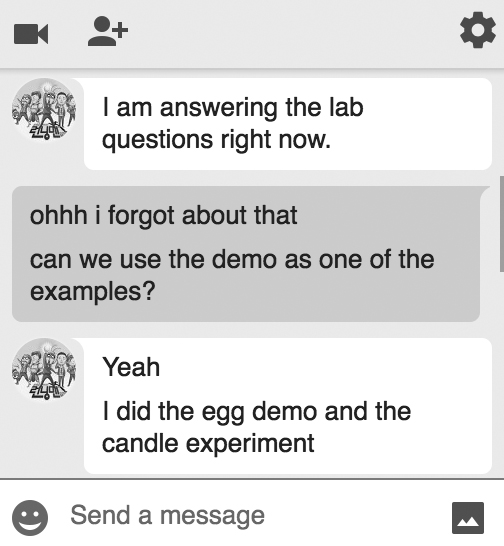 I am answering the lab
questions right now.
ohhh i forgot about that
can we use the demo as one of the
examples?
Yeah
I did the egg demo and the
candle experiment
Send a message